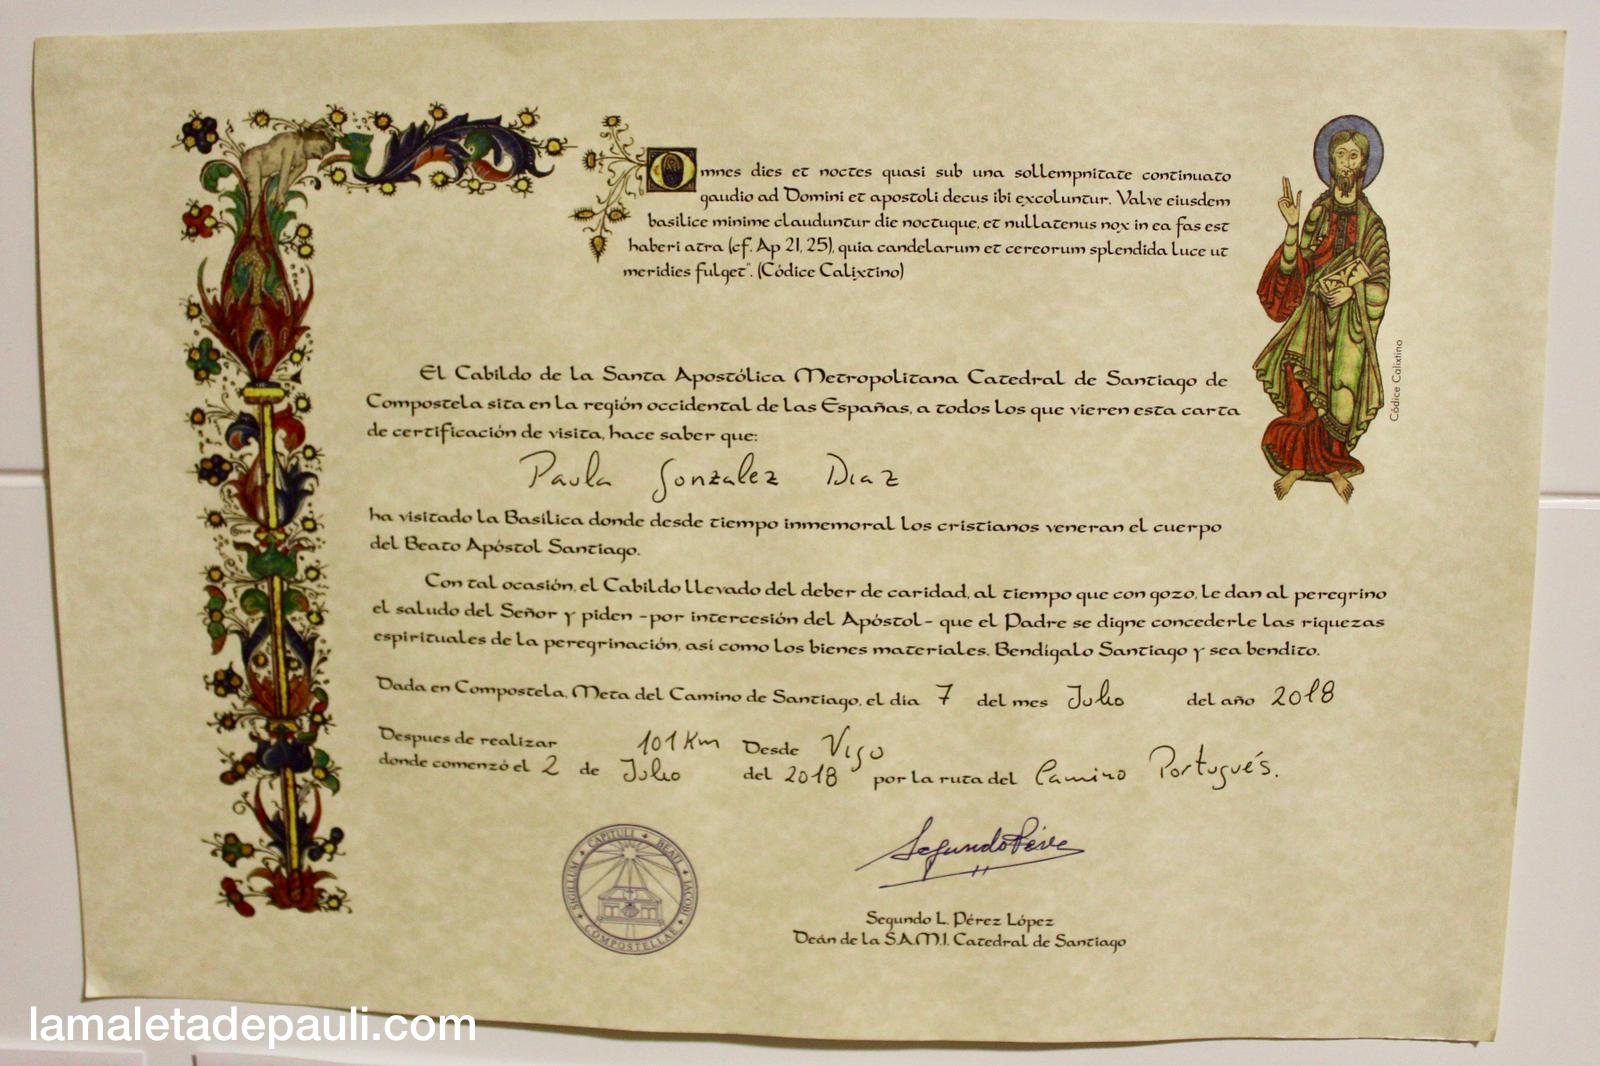 Omnes dies et noctes quasi sub una sollempnitate continuato
gaudio ad Domini et apostoli decus ibi excoluntur. Valve eiusdem
basilice minime clauduntur die noctuque, et nullatenus nox in ea fas est
haberi atra (cf. Ap 21, 25), quia candelarum et cereorum splendida luce ut
meridies fulget". (Códice Calixtino)
Códice Calixtino
El Cabildo de la Santa Apostólica Metropolitana Catedral de Santiago de
Compostela sita en la región occidental de las Españas, a todos los que vieren esta carta
de certificación de visita, hace saber que:
Paula Gonzalez Diaz
ha visitado la Basílica donde desde tiempo inmemoral los cristianos veneran el cuerpo
del Beato Apóstol Santiago.
Con tal ocasión, el Cabildo llevado del deber de caridad, al tiempo que con gozo, le dan al peregrino
el saludo del Señor y piden -por intercesión del Apóstol- que el Padre se digne concederle las riquezas
espirituales de la peregrinación, así como los bienes materiales. Bendígalo Santiago y sea bendito.
Dada en Compostela, Meta del Camino de Santiago, el día 7 del mes Julio del año 2018
Despues de realizar 101 Km Desde Vigo
donde comenzó el 2 de Julio del 2018 por la ruta del Camino Portugués.
SIGILLUM CAPITULI BEATI JACOBI COMPOSTELLAE
Segundo Pérez
Segundo L. Pérez López
Deán de la S.A.M.I. Catedral de Santiago
lamaletadepauli.com